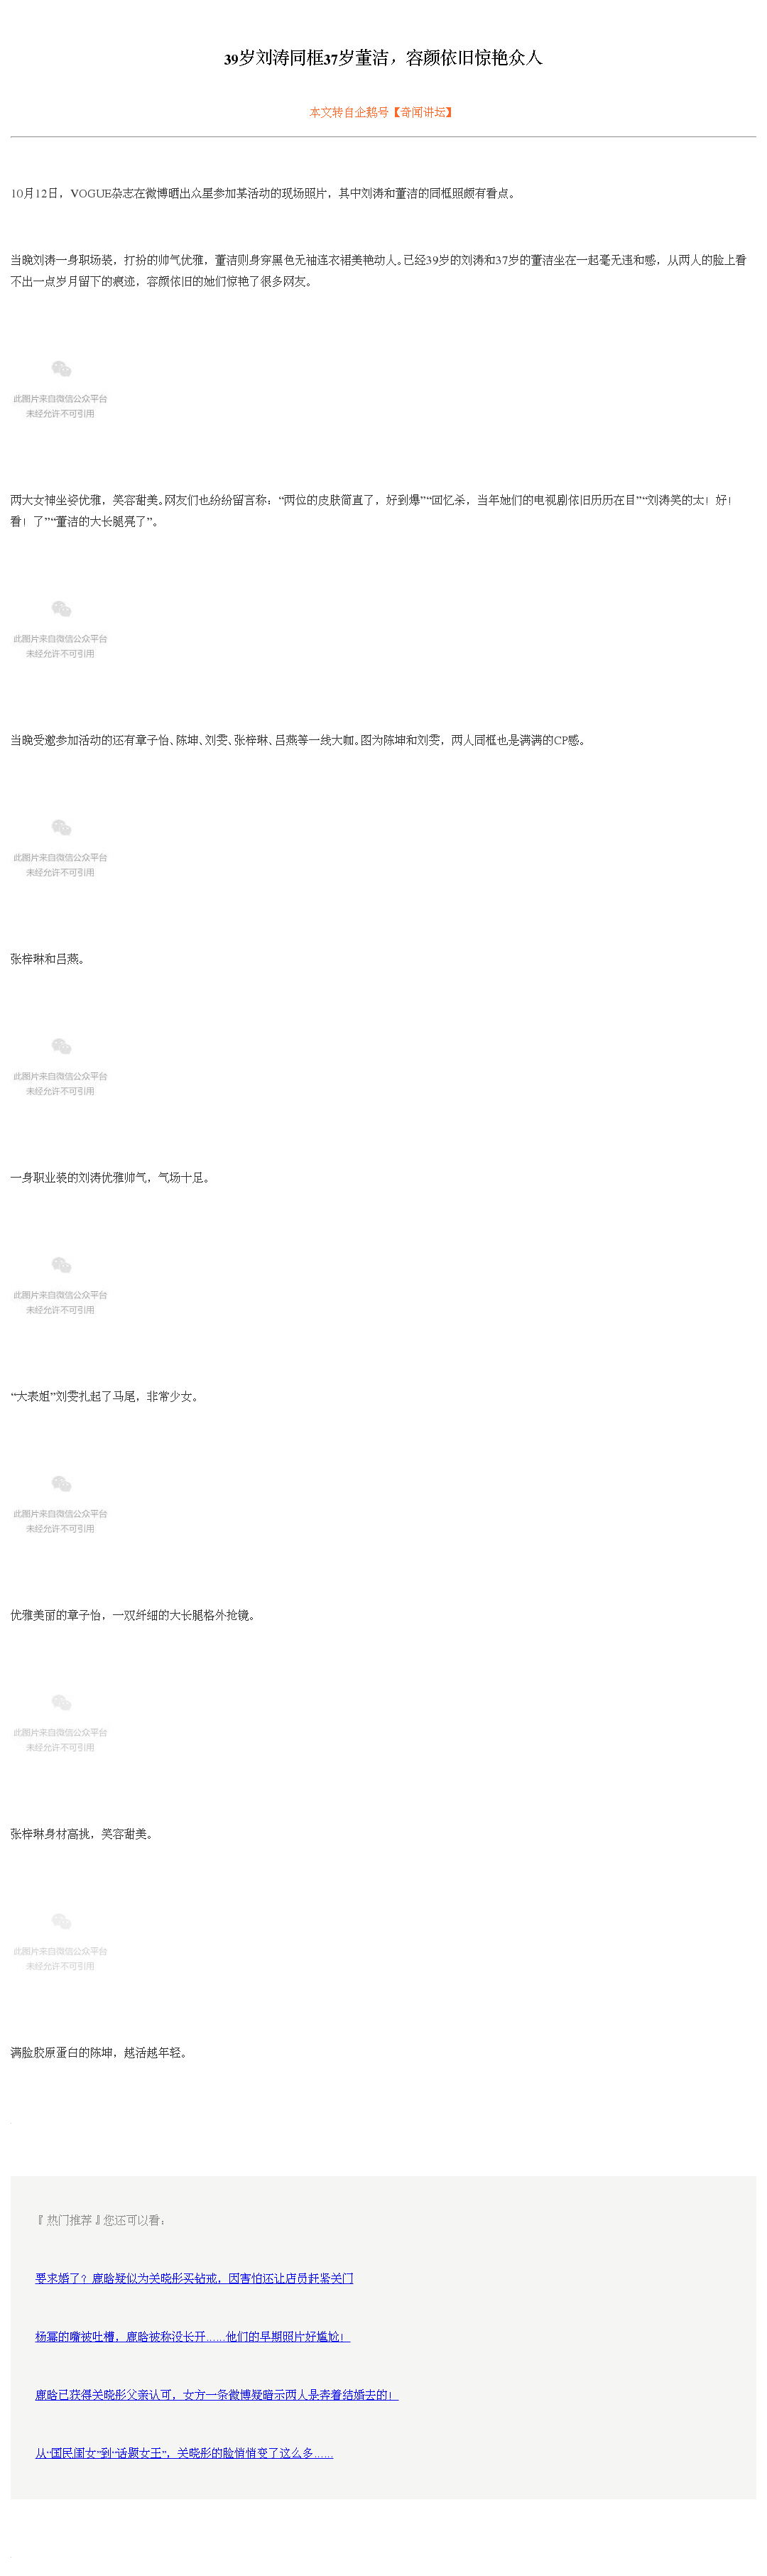 39岁刘涛同框37岁董洁，容颜依旧惊艳众人
本文转自企鹅号【奇闻讲坛】
10月12日，VOGUE杂志在微博晒出众星参加某活动的现场照片，其中刘涛和董洁的同框照颇有看点。
当晚刘涛一身职场装，打扮的帅气优雅，董洁则身穿黑色无袖连衣裙美艳动人。已经39岁的刘涛和37岁的董洁坐在一起毫无违和感，从两人的脸上看
不出一点岁月留下的痕迹，容颜依旧的她们惊艳了很多网友。
此图片来自微信公众平台
未经允许不可引用
两大女神坐姿优雅，笑容甜美。网友们也纷纷留言称：“两位的皮肤简直了，好到爆”“回忆杀，当年她们的电视剧依旧历历在目”“刘涛笑的太！好！
看！了”“董洁的大长腿亮了”。
此图片来自微信公众平台
未经允许不可引用
当晚受邀参加活动的还有章子怡、陈坤、刘雯、张梓琳、吕燕等一线大咖。图为陈坤和刘雯，两人同框也是满满的CP感。
此图片来自微信公众平台
未经允许不可引用
张梓琳和吕燕。
此图片来自微信公众平台
未经允许不可引用
一身职业装的刘涛优雅帅气，气场十足。
此图片来自微信公众平台
未经允许不可引用
“大表姐”刘雯扎起了马尾，非常少女。
此图片来自微信公众平台
未经允许不可引用
优雅美丽的章子怡，一双纤细的大长腿格外抢镜。
此图片来自微信公众平台
未经允许不可引用
张梓琳身材高挑，笑容甜美。
此图片来自微信公众平台
未经允许不可引用
满脸胶原蛋白的陈坤，越活越年轻。
『 热门推荐 』您还可以看：
要求婚了？鹿晗疑似为关晓彤买钻戒，因害怕还让店员赶紧关门
杨幂的嘴被吐槽，鹿晗被称没长开……他们的早期照片好尴尬！
鹿晗已获得关晓彤父亲认可，女方一条微博疑暗示两人是奔着结婚去的！
从“国民闺女”到“话题女王”，关晓彤的脸悄悄变了这么多……